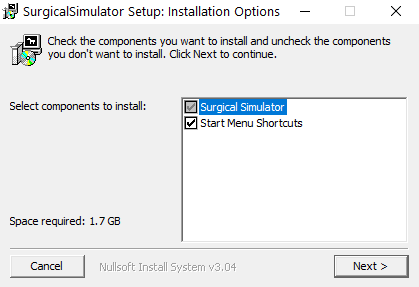 SurgicalSimulator Setup: Installation Options
Check the components you want to install and uncheck the components
you don't want to install. Click Next to continue.
Select components to install:
Surgical Simulator
Start Menu Shortcuts
Space required: 1.7 GB
Cancel
Nullsoft Install System v3.04
Next >